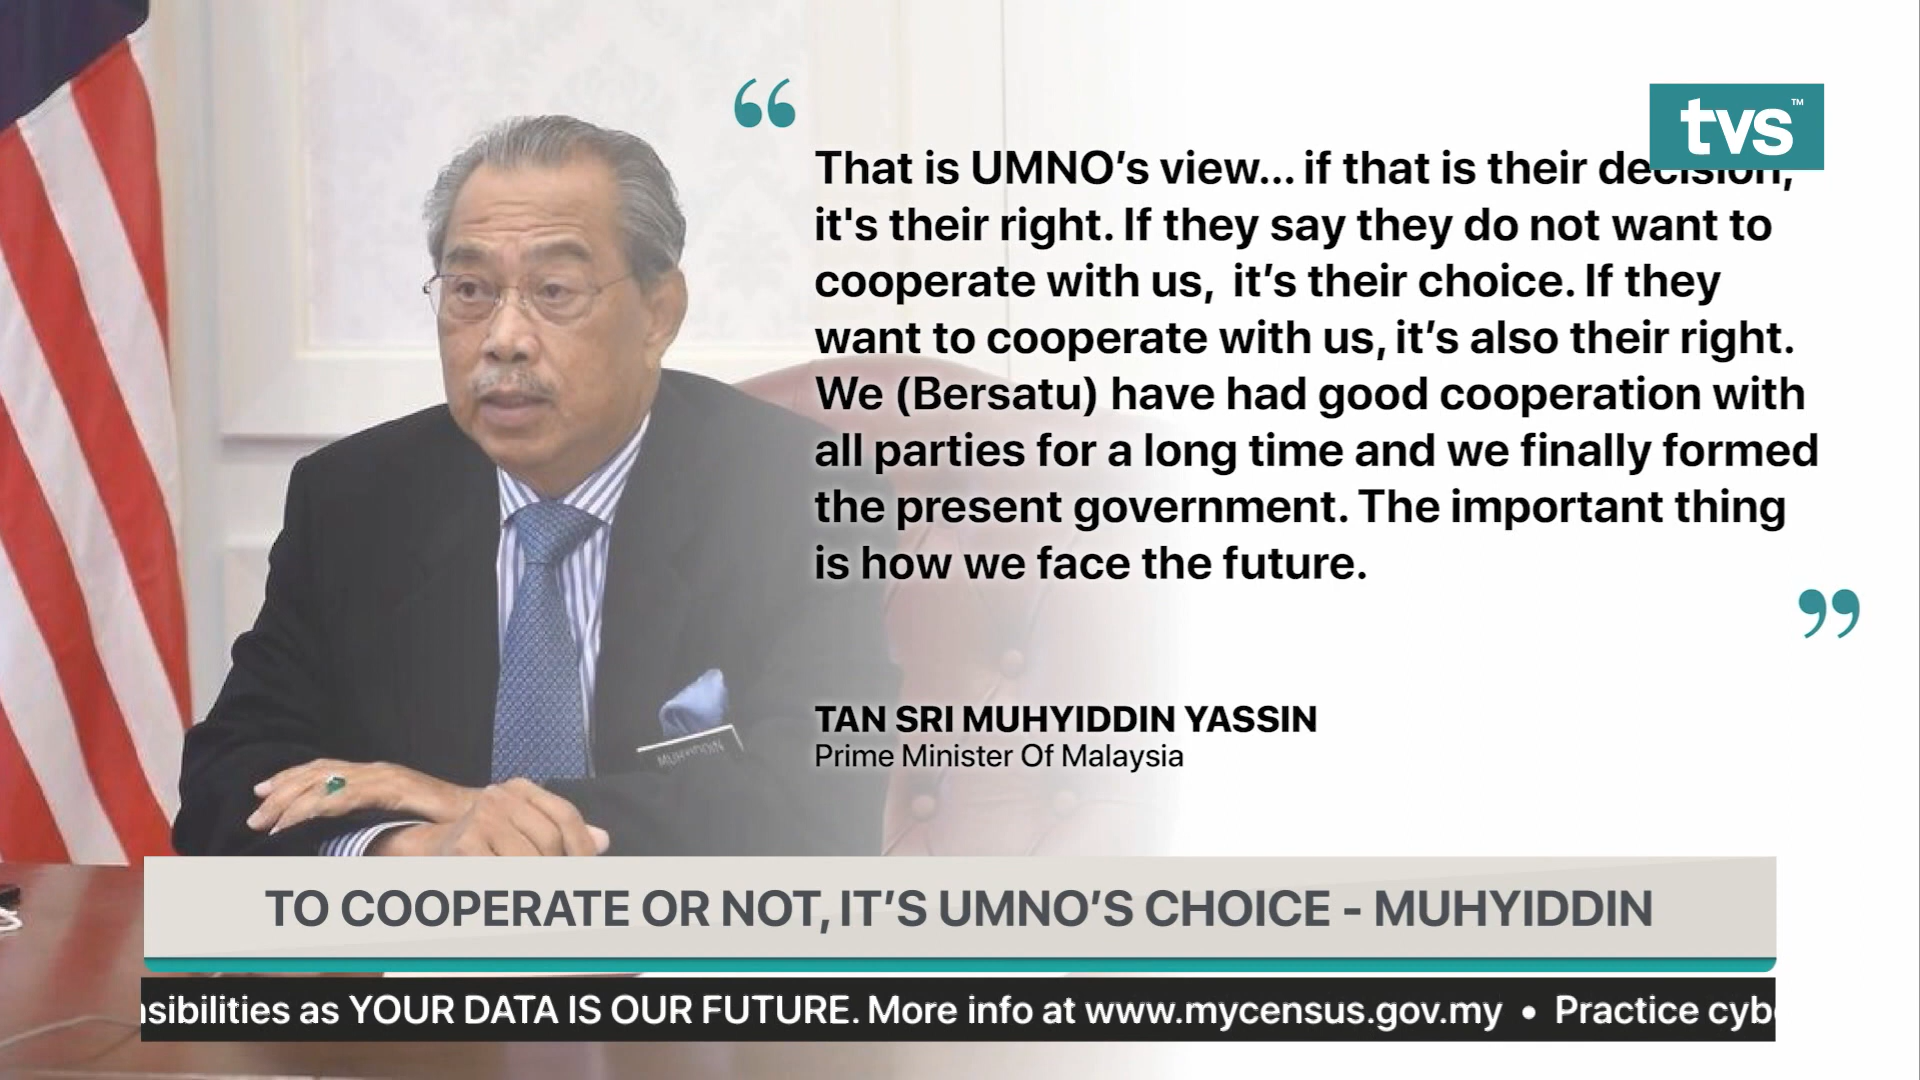 tvs™
“
That is UMNO’s view... if that is their decision,
it's their right. If they say they do not want to
cooperate with us, it’s their choice. If they
want to cooperate with us, it’s also their right.
We (Bersatu) have had good cooperation with
all parties for a long time and we finally formed
the present government. The important thing
is how we face the future.
”
TAN SRI MUHYIDDIN YASSIN
Prime Minister Of Malaysia
MUHYIDDIN
TO COOPERATE OR NOT, IT’S UMNO’S CHOICE - MUHYIDDIN
nsibilities as YOUR DATA IS OUR FUTURE. More info at www.mycensus.gov.my • Practice cyb